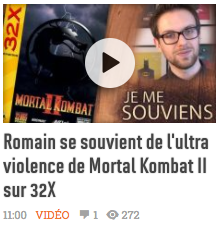 32X
MORTAL KOMBAT
II
JE ME
SOUVIENS
Romain se souvient de l'ultra
violence de Mortal Kombat II
sur 32X
11:00 VIDÉO 1 272